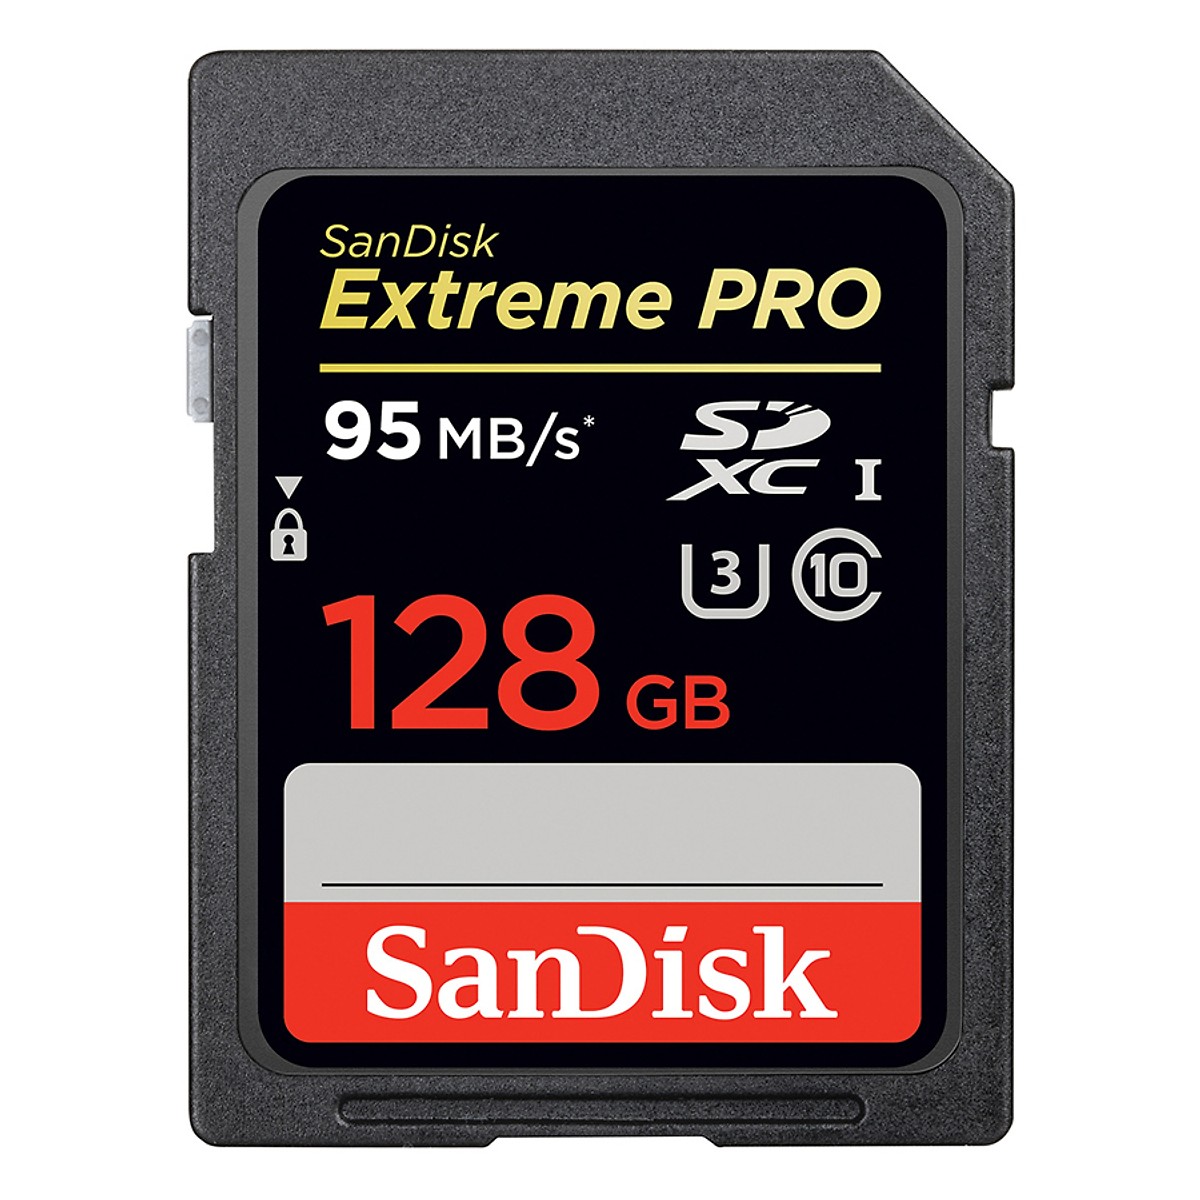 SanDisk
Extreme PRO
95 MB/s*
SD
XC I
3 10
128 GB
SanDisk